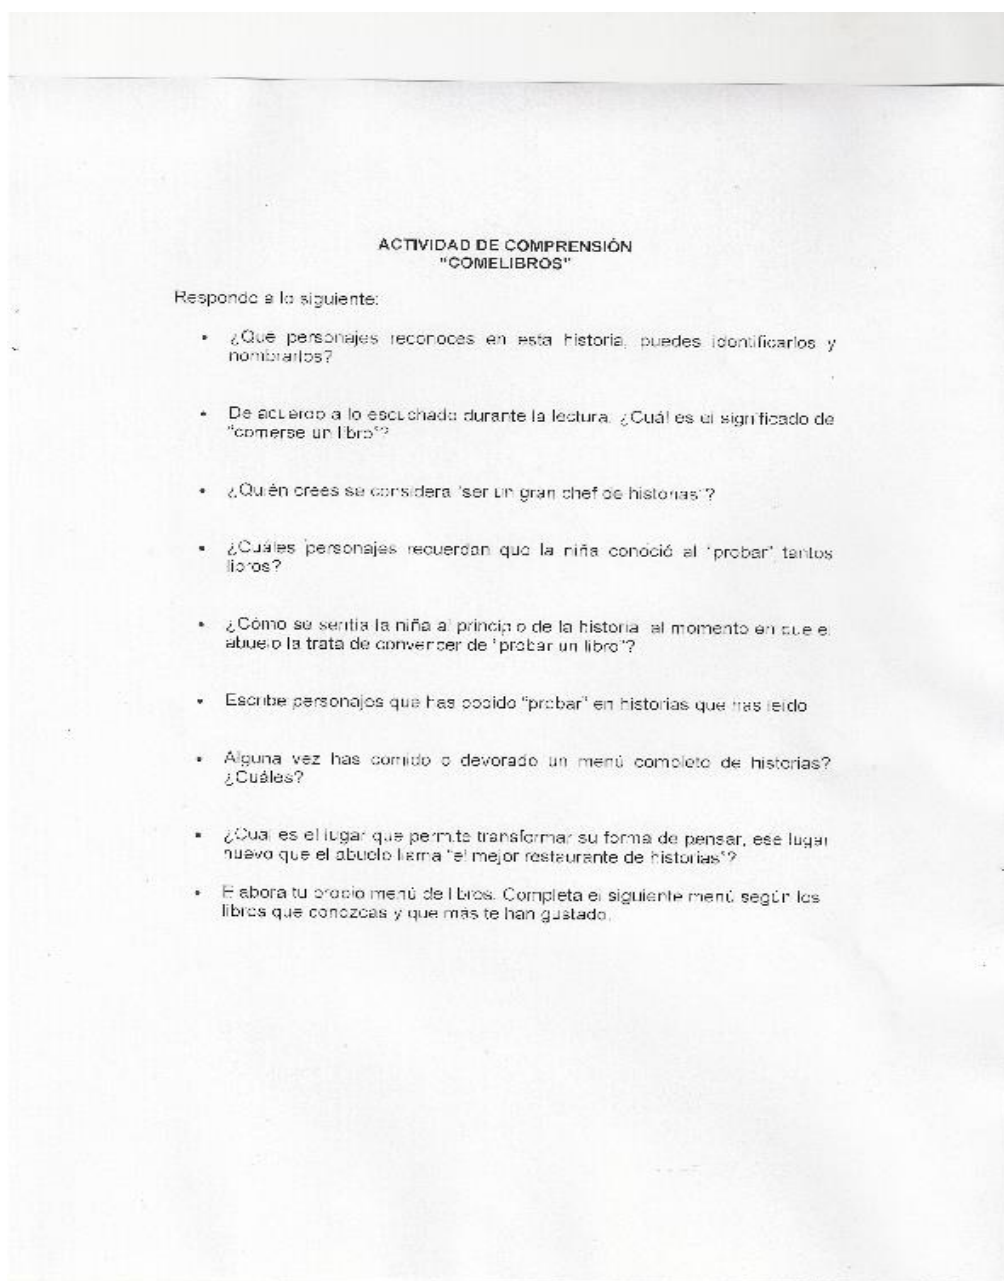 ACTIVIDAD DE COMPRENSIÓN
"COMELIBROS"
Responde a lo siguiente:
• ¿Qué personajes reconoces en esta historia, puedes identificarlos y
nombrarlos?
• De acuerdo a lo escuchado durante la lectura, ¿Cuál es el significado de
"comerse un libro"?
• ¿Quién crees se considera "ser un gran chef de historias"?
• ¿Cuáles personajes recuerdan que la niña conoció al "probar" tantos
libros?
• ¿Cómo se sentía la niña al principio de la historia al momento en que el
abuelo la trata de convencer de "probar un libro"?
• Escribe personajes que has podido "probar" en historias que has leído
• Alguna vez has comido o devorado un menú completo de historias?
¿Cuáles?
• ¿Cual es el lugar que permite transformar su forma de pensar, ese lugar
nuevo que el abuelo llama "el mejor restaurante de historias"?
• Elabora tu propio menú de libros. Completa el siguiente menú según los
libros que conozcas y que más te han gustado.